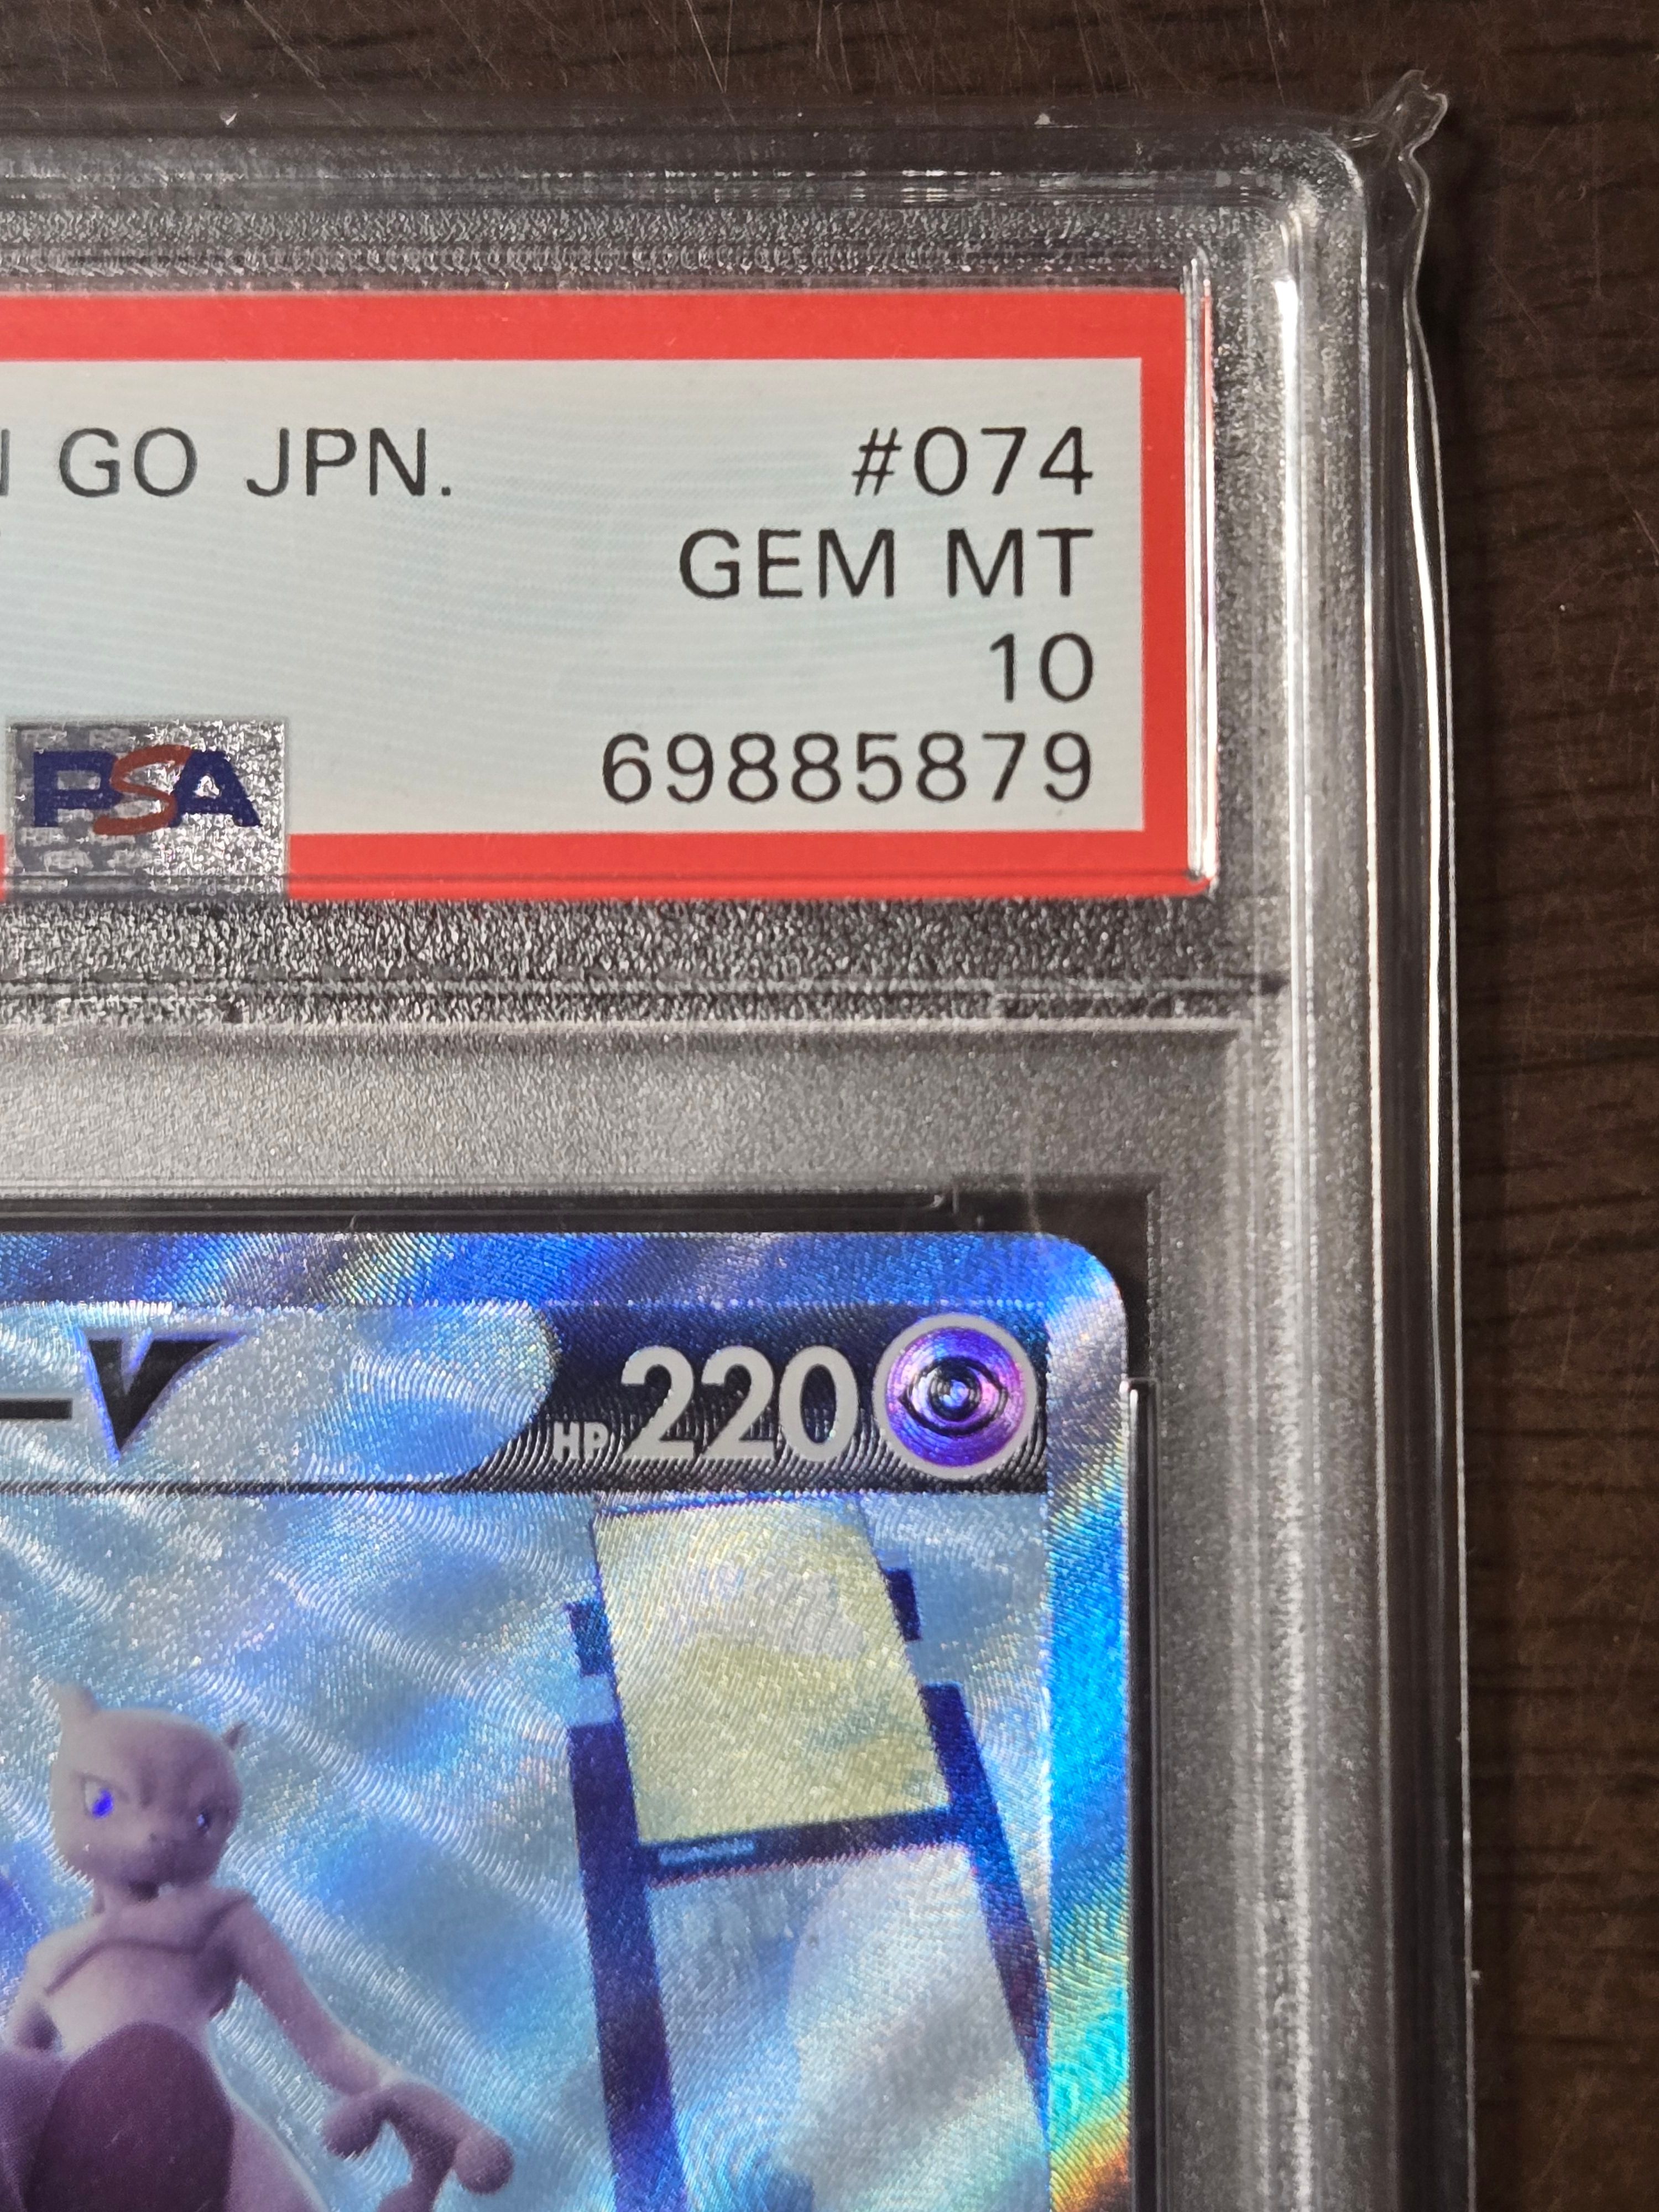 GO JPN. #074
GEM MT
10
PSA 69885879
V HP 220